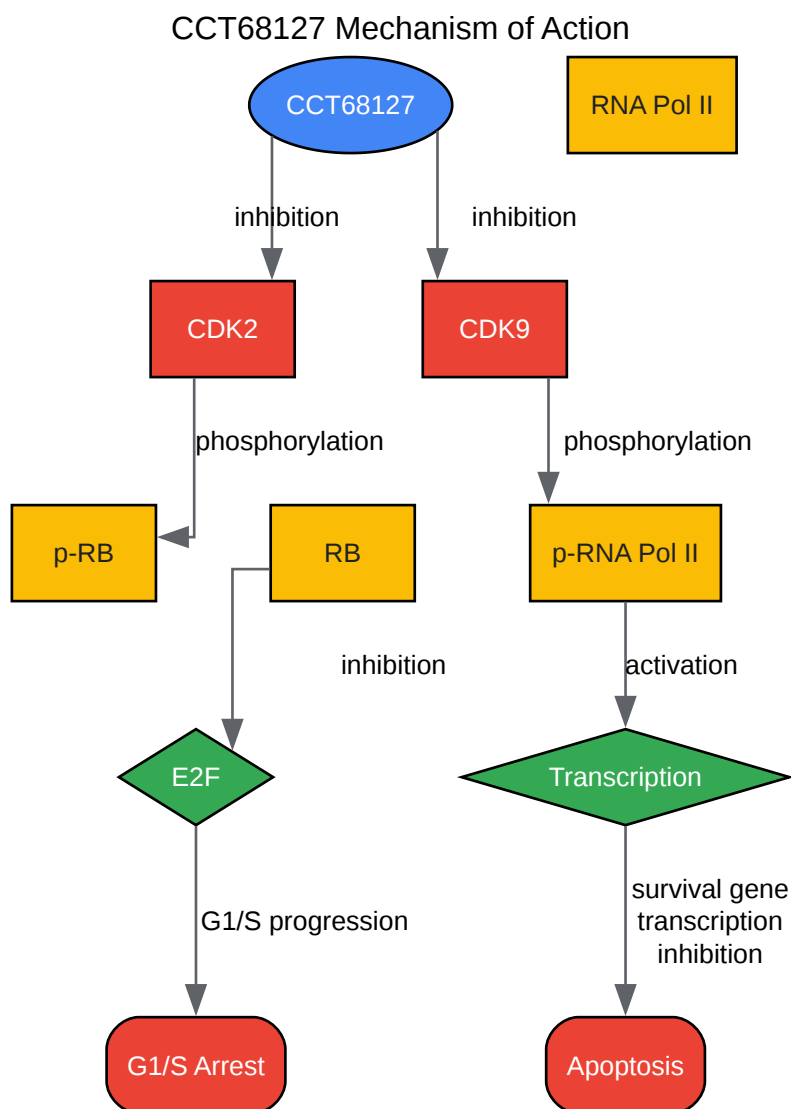 CCT68127 Mechanism of Action
CCT68127
RNA Pol II
inhibition
inhibition
CDK2
CDK9
phosphorylation
phosphorylation
p-RB
RB
p-RNA Pol II
inhibition
activation
E2F
Transcription
G1/S progression
survival gene
transcription
inhibition
G1/S Arrest
Apoptosis